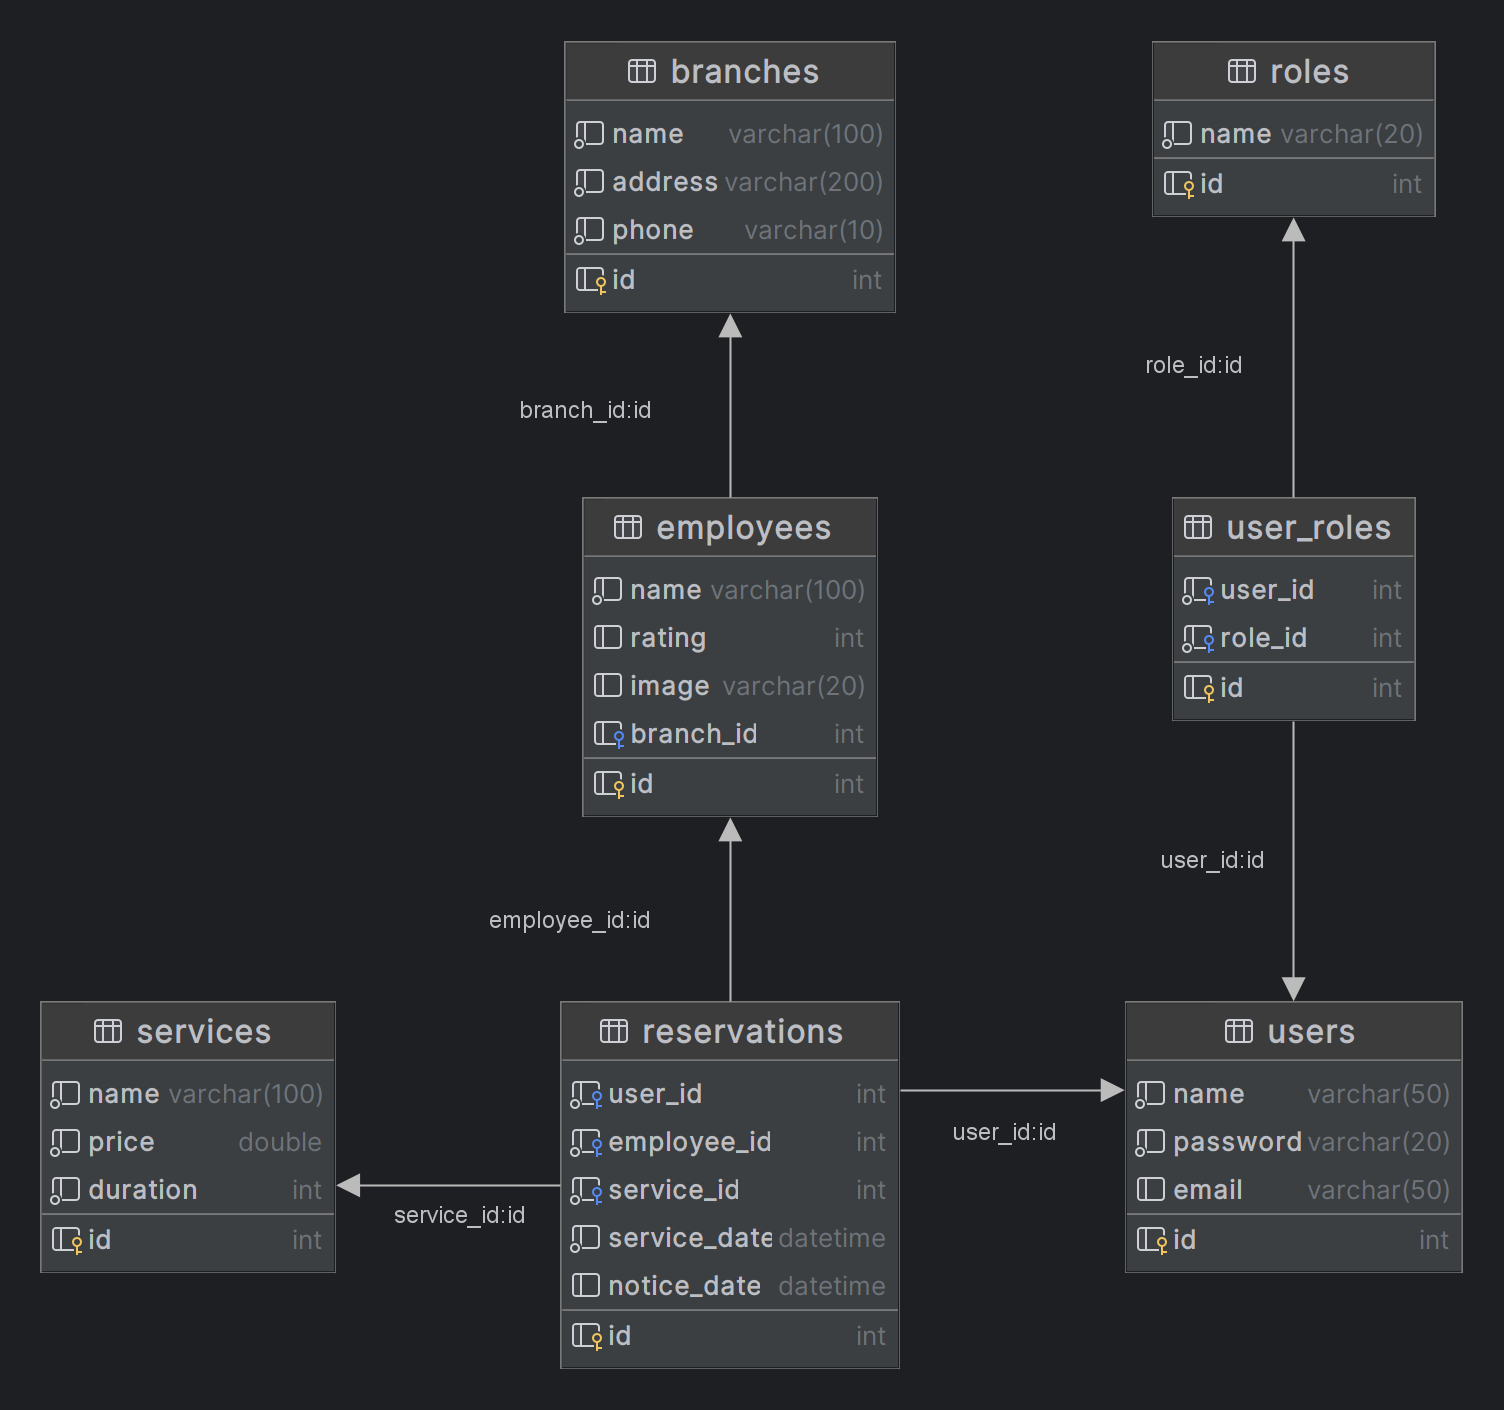 branches
name varchar(100)
address varchar(200)
phone varchar(10)
id int
roles
name varchar(20)
id int
role_id:id
branch_id:id
employees
name varchar(100)
rating int
image varchar(20)
branch_id int
id int
user_roles
user_id int
role_id int
id int
user_id:id
employee_id:id
services
name varchar(100)
price double
duration int
id int
service_id:id
reservations
user_id int
employee_id int
service_id int
service_date datetime
notice_date datetime
id int
user_id:id
users
name varchar(50)
password varchar(20)
email varchar(50)
id int